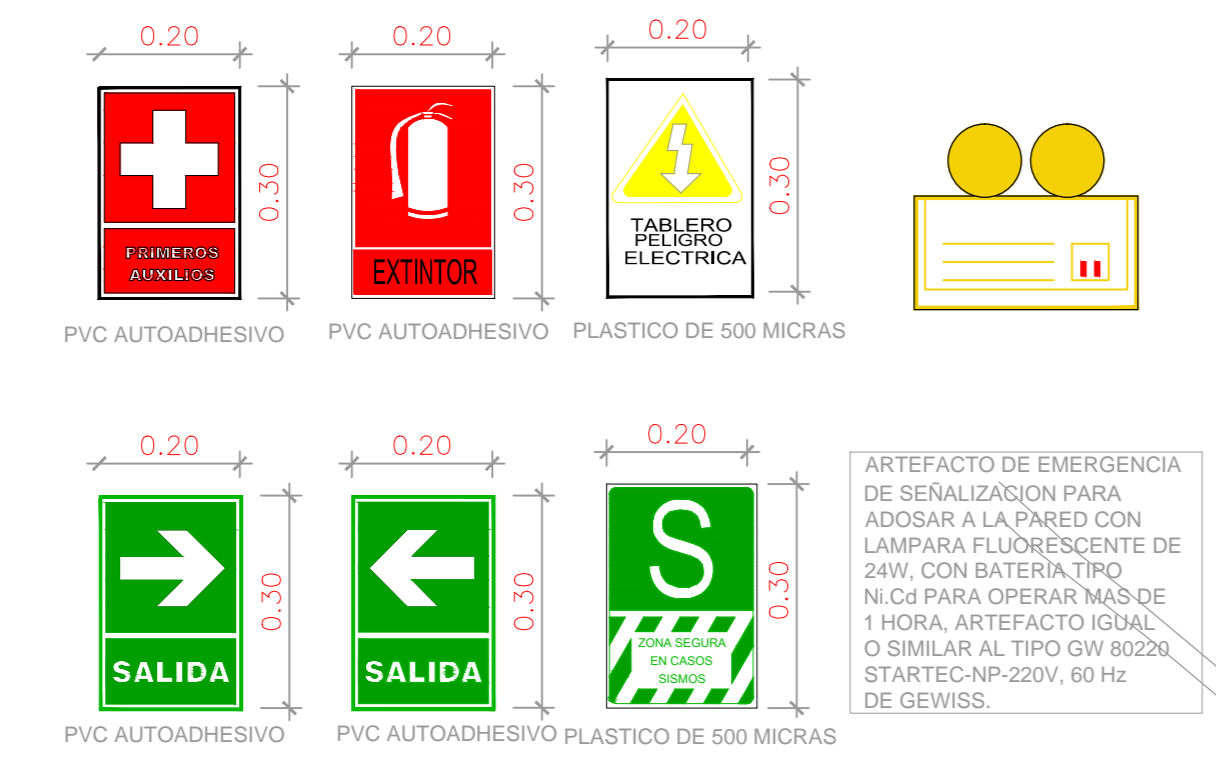 0.20
0.20
0.20
0.30
PRIMEROS
AUXILIOS
0.30
EXTINTOR
0.30
TABLERO
PELIGRO
ELECTRICA
PVC AUTOADHESIVO
PVC AUTOADHESIVO
PLASTICO DE 500 MICRAS
0.20
0.20
0.20
0.30
SALIDA
0.30
SALIDA
0.30
S
ZONA SEGURA
EN CASOS
SISMOS
PVC AUTOADHESIVO
PVC AUTOADHESIVO
PLASTICO DE 500 MICRAS
ARTEFACTO DE EMERGENCIA
DE SEÑALIZACION PARA
ADOSAR A LA PARED CON
LAMPARA FLUORESCENTE DE
24W, CON BATERIA TIPO
Ni.Cd PARA OPERAR MAS DE
1 HORA, ARTEFACTO IGUAL
O SIMILAR AL TIPO GW 80220
STARTEC-NP-220V, 60 Hz
DE GEWISS.